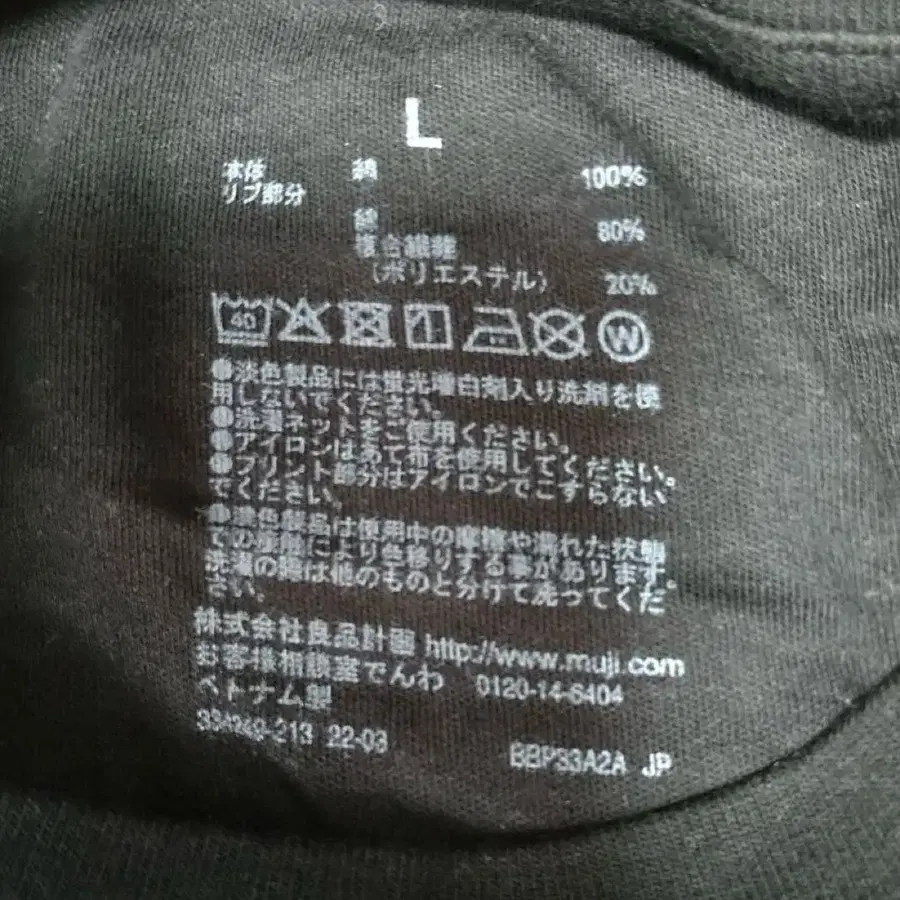 L
本体 綿 100%
リブ部分
綿 80%
複合繊維
(ポリエステル) 20%
40 W
●淡色製品には蛍光増白剤入り洗剤を使
用しないでください。
●洗濯ネットをご使用ください。
●アイロンはあて布を使用してください。
●プリント部分はアイロンでこすらない
でください。
●濃色製品は使用中の摩擦や濡れた状態
での接触により色移りする事があります。
洗濯の際は他のものと分けて洗ってくだ
さい。
株式会社良品計画 http://www.muji.com
お客様相談室でんわ 0120-14-6404
ベトナム製
22-03 BBP33A2A JP